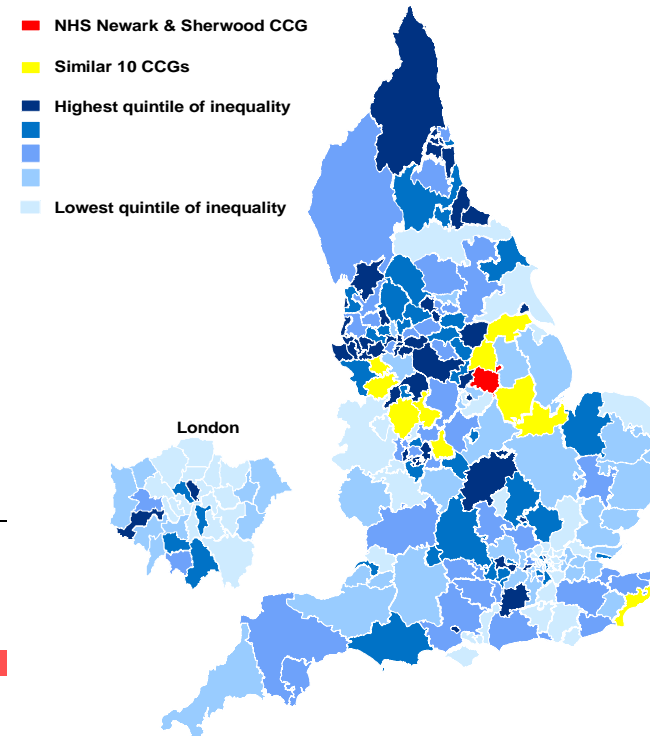 NHS Newark & Sherwood CCG
Similar 10 CCGs
Highest quintile of inequality
Lowest quintile of inequality
London